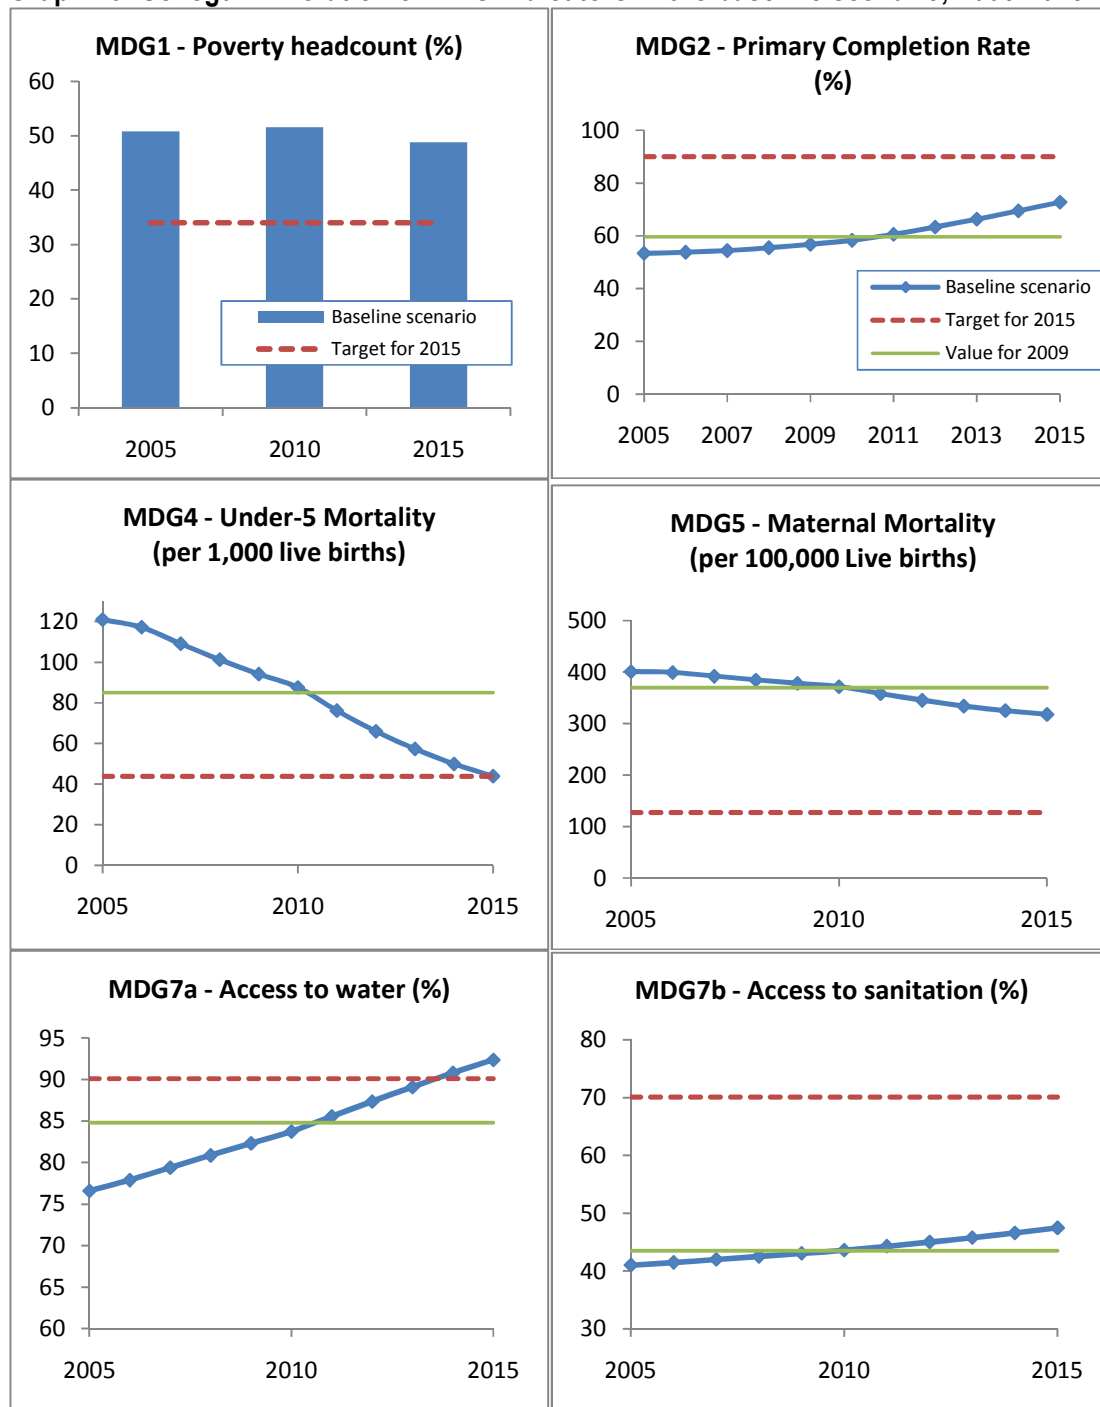 MDG1 - Poverty headcount (%)
60
50
40
30
20
10
0
2005 2010 2015
Baseline scenario
Target for 2015
MDG2 - Primary Completion Rate
(%)
100
80
60
40
20
0
2005 2007 2009 2011 2013 2015
Baseline scenario
Target for 2015
Value for 2009
MDG4 - Under-5 Mortality
(per 1,000 live births)
120
100
80
60
40
20
0
2005 2010 2015
MDG5 - Maternal Mortality
(per 100,000 Live births)
500
400
300
200
100
0
2005 2010 2015
MDG7a - Access to water (%)
95
90
85
80
75
70
65
60
2005 2010 2015
MDG7b - Access to sanitation (%)
80
70
60
50
40
30
2005 2010 2015